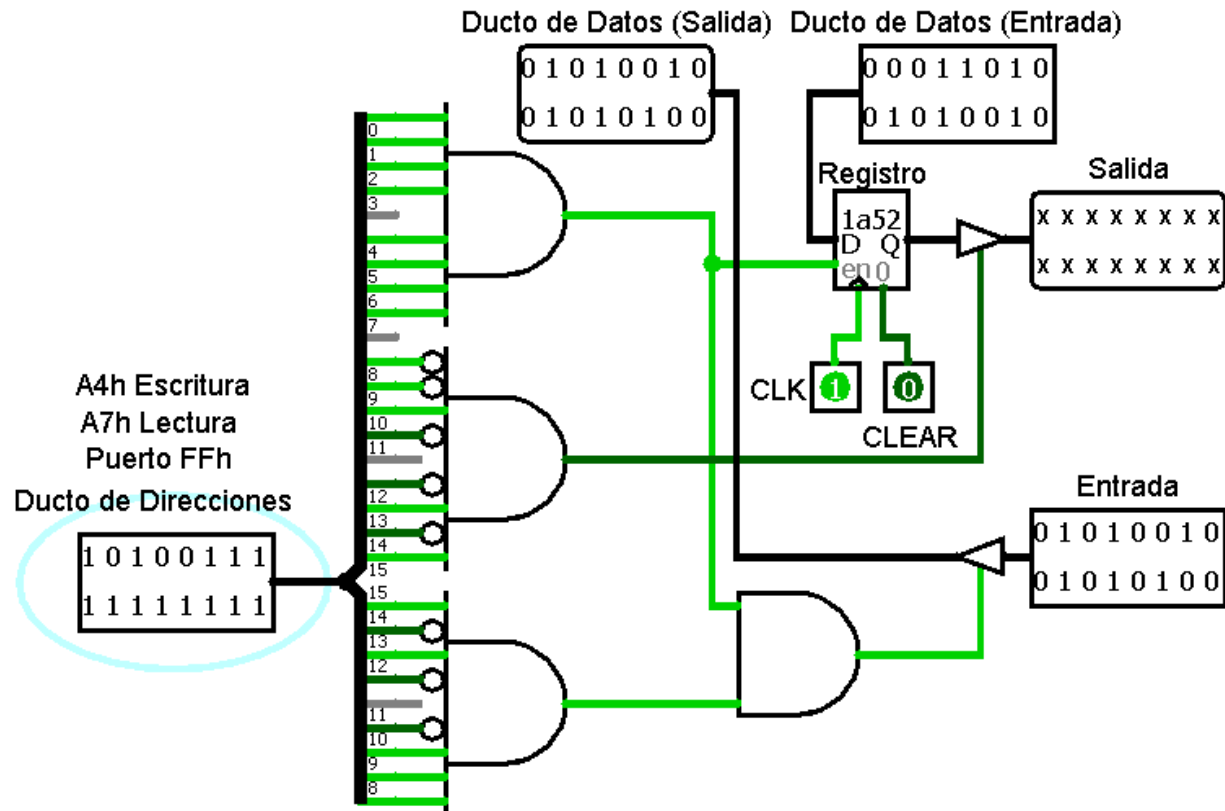 Ducto de Datos (Salida)
Ducto de Datos (Entrada)
0 1 0 1 0 0 1 0
0 1 0 1 0 1 0 0
0 0 0 1 1 0 1 0
0 1 0 1 0 0 1 0
Registro
1a52
D Q
en 0
Salida
x x x x x x x x
x x x x x x x x
CLK
1
0
CLEAR
0
1
2
3
4
5
6
7
8
9
10
11
12
13
14
15
15
14
13
12
11
10
9
8
A4h Escritura
A7h Lectura
Puerto FFh
Ducto de Direcciones
1 0 1 0 0 1 1 1
1 1 1 1 1 1 1 1
Entrada
0 1 0 1 0 0 1 0
0 1 0 1 0 1 0 0